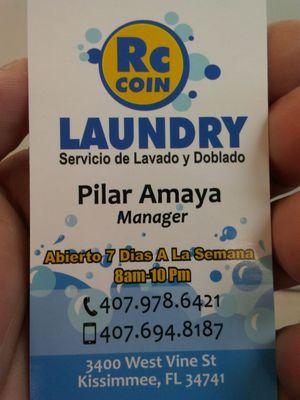 Rc
COIN
LAUNDRY
Servicio de Lavado y Doblado
Pilar Amaya
Manager
Abierto 7 Dias A La Semana
8am-10 Pm
407.978.6421
407.694.8187
3400 West Vine St
Kissimmee, FL 34741